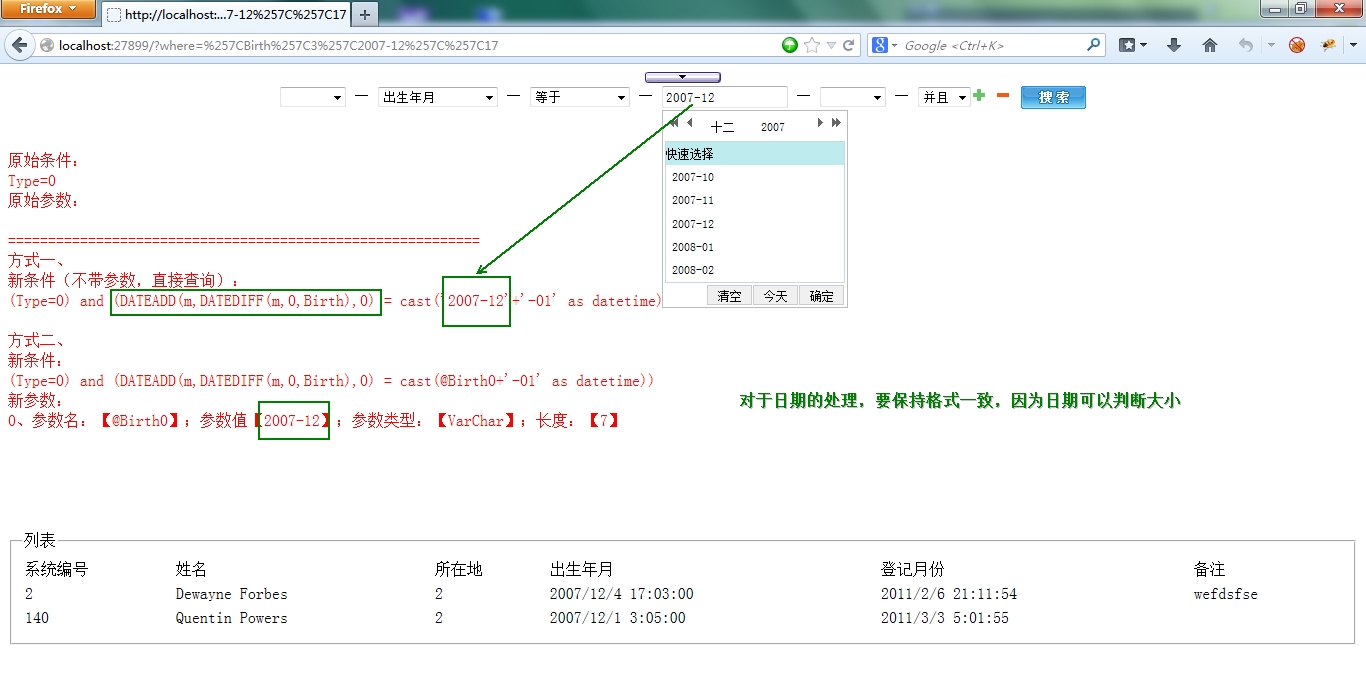 Firefox
http://localhost:...7-12%257C%257C17
localhost:27899/?where=%257CBirth%257C3%257C2007-12%257C%257C17
Google <Ctrl+K>
— 出生年月 — 等于 — 2007-12 — — 并且 搜 索
十二 2007
快速选择
2007-10
2007-11
2007-12
2008-01
2008-02
清空 今天 确定
原始条件：
Type=0
原始参数：
===========================================================
方式一、
新条件（不带参数，直接查询）：
(Type=0) and (DATEADD(m,DATEDIFF(m,0,Birth),0) = cast('2007-12'+'-01' as datetime)
方式二、
新条件：
(Type=0) and (DATEADD(m,DATEDIFF(m,0,Birth),0) = cast(@Birth0+'-01' as datetime))
新参数：
0、参数名：【@Birth0】；参数值【2007-12】；参数类型：【VarChar】；长度：【7】
对于日期的处理，要保持格式一致，因为日期可以判断大小
列表
系统编号 姓名 所在地 出生年月 登记月份 备注
2 Dewayne Forbes 2 2007/12/4 17:03:00 2011/2/6 21:11:54 wefdsfse
140 Quentin Powers 2 2007/12/1 3:05:00 2011/3/3 5:01:55